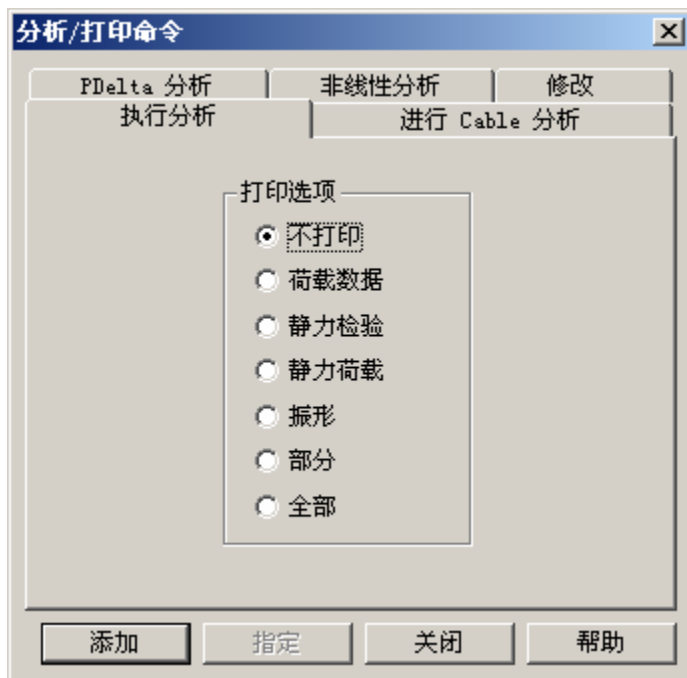 分析/打印命令
PDelta 分析 非线性分析 修改
执行分析 进行 Cable 分析
打印选项
不打印
荷载数据
静力检验
静力荷载
振形
部分
全部
添加 指定 关闭 帮助